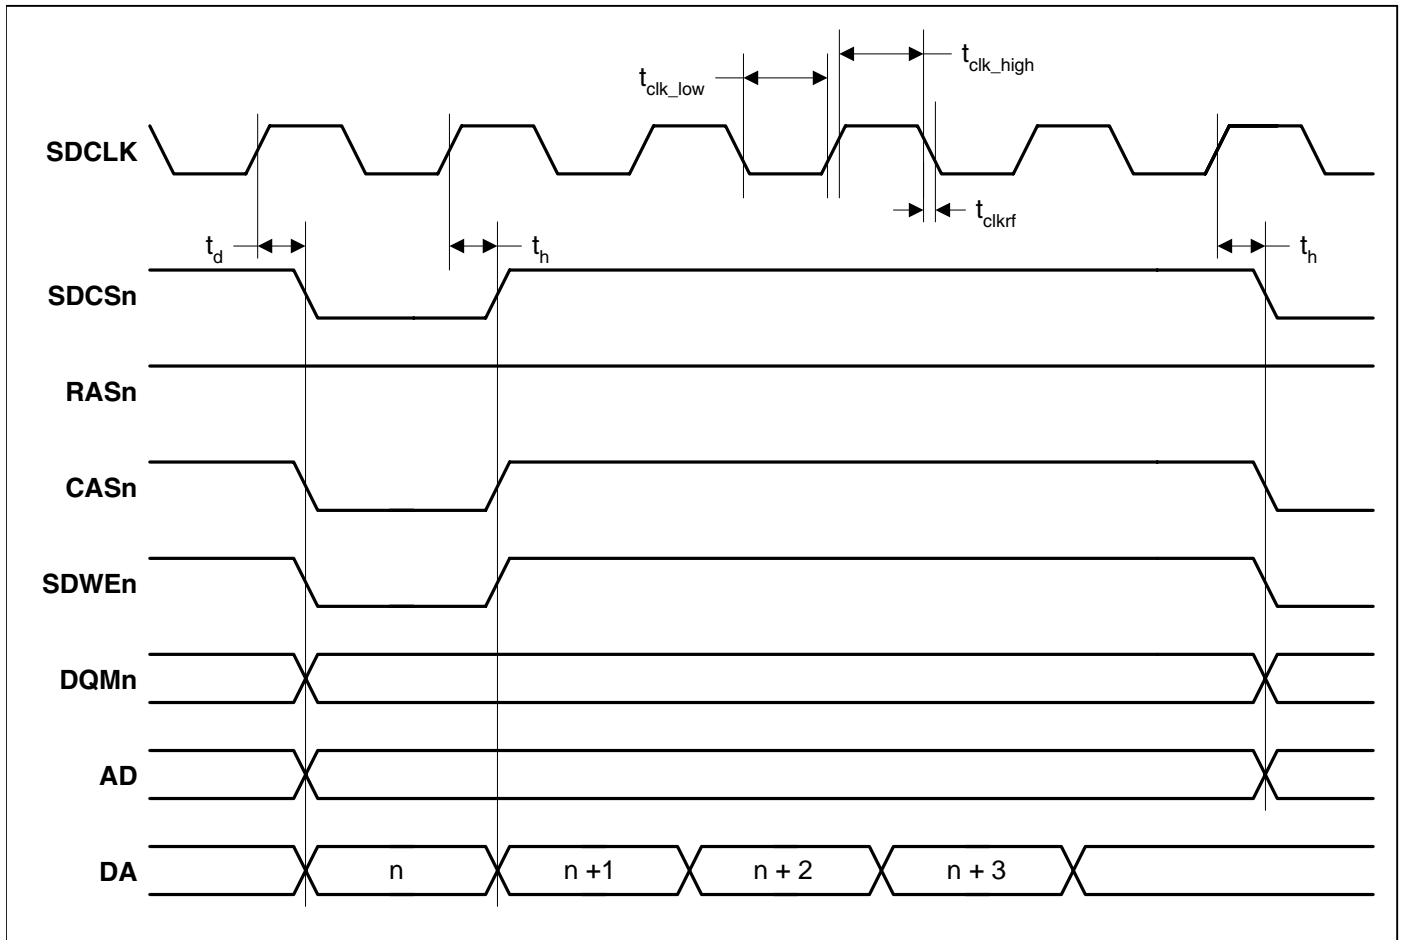 t_clk_high
t_clk_low
SDCLK
t_clkrf
t_d
t_h
t_h
SDCSn
RASn
CASn
SDWEn
DQMn
AD
DA n n +1 n + 2 n + 3